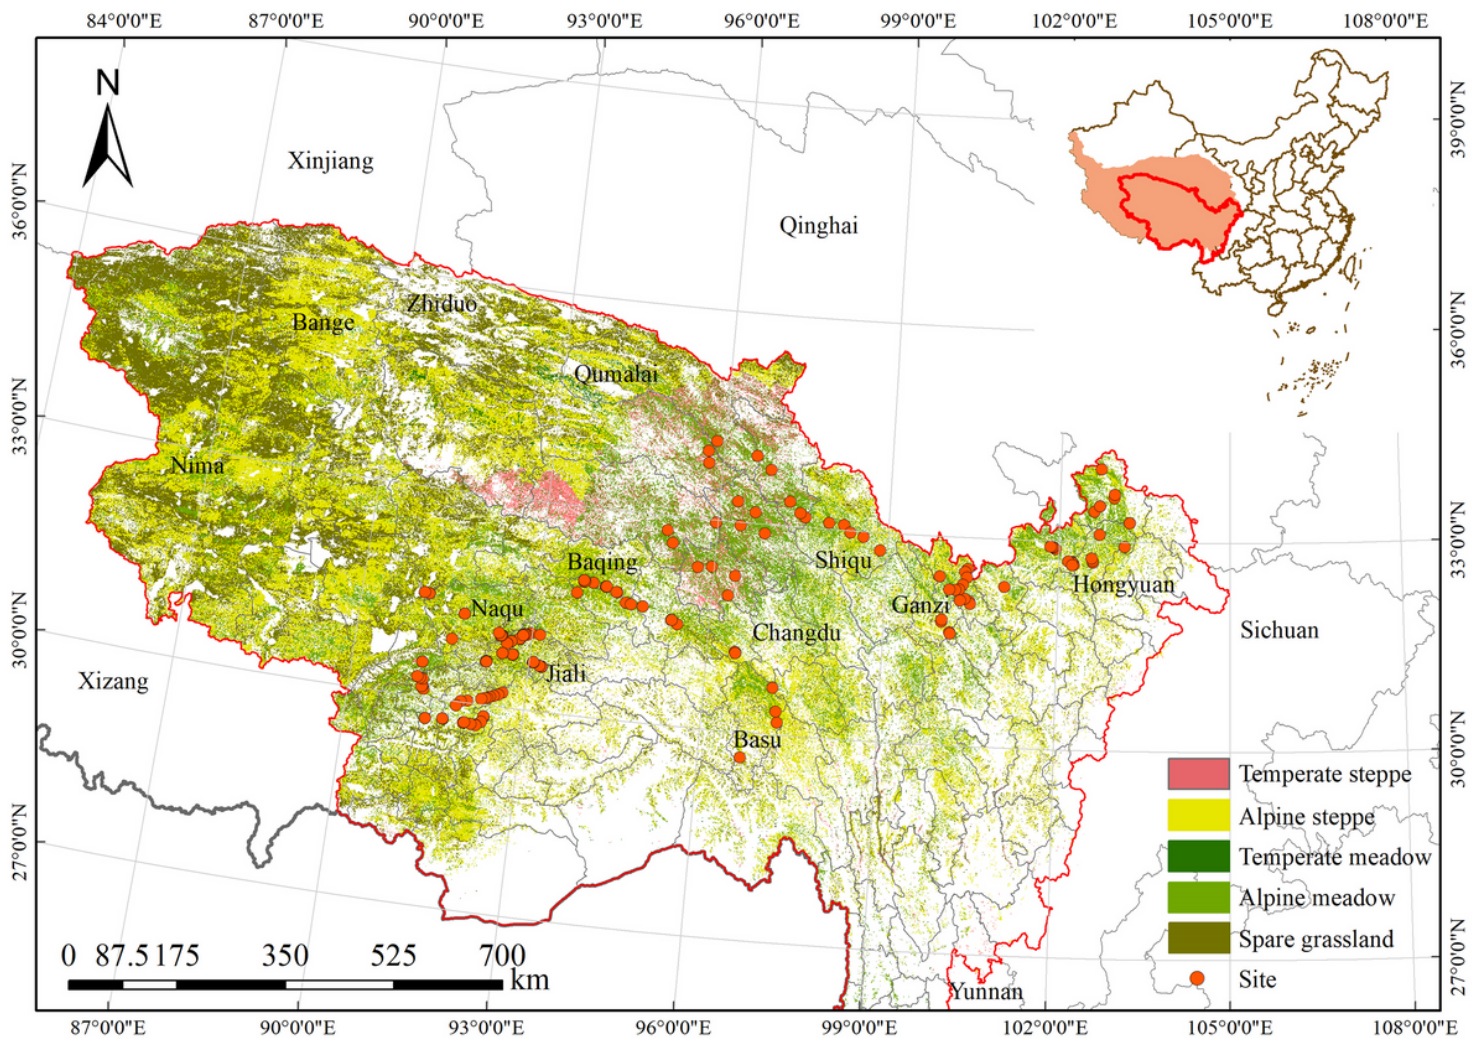 84°0'0"E 87°0'0"E 90°0'0"E 93°0'0"E 96°0'0"E 99°0'0"E 102°0'0"E 105°0'0"E 108°0'0"E
N
39°0'0"N
Xinjiang
36°0'0"N
Qinghai
Zhiduo
Bange
36°0'0"N
Qumalai
33°0'0"N
Nima
33°0'0"N
Baqing
Shiqu
Hongyuan
Naqu
Ganzi
30°0'0"N
Changdu
Sichuan
Jiali
Xizang
Basu
30°0'0"N
Temperate steppe
Alpine steppe
27°0'0"N
Temperate meadow
Alpine meadow
Spare grassland
0 87.5 175 350 525 700
km
Site
27°0'0"N
Yunnan
87°0'0"E 90°0'0"E 93°0'0"E 96°0'0"E 99°0'0"E 102°0'0"E 105°0'0"E 108°0'0"E